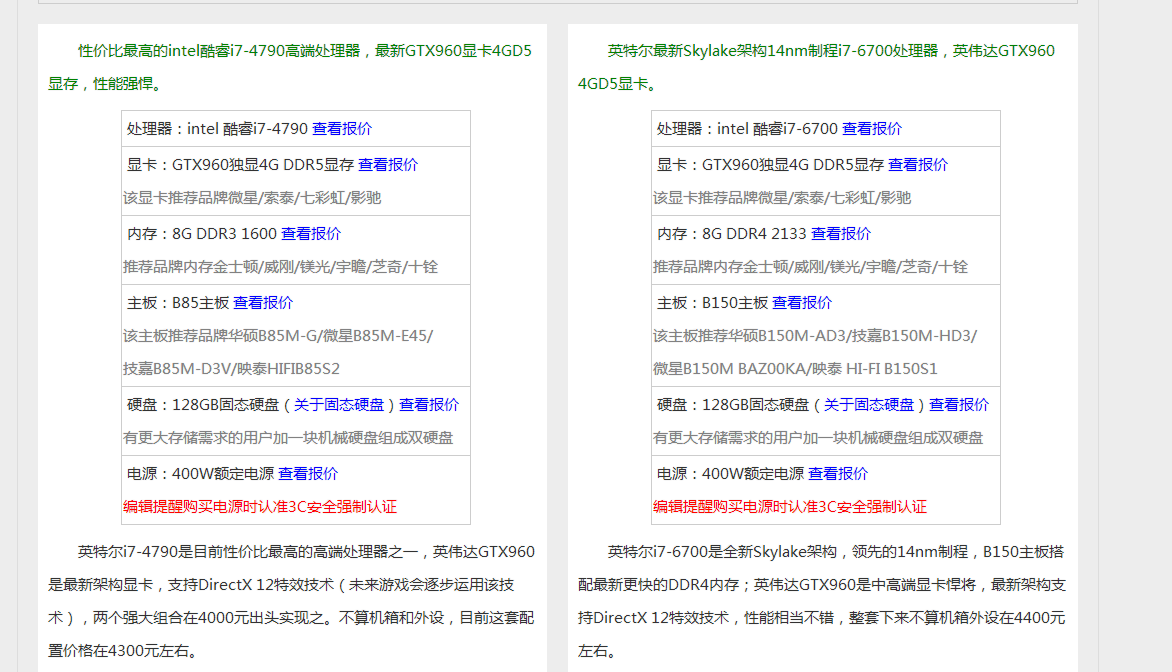 性价比最高的intel酷睿i7-4790高端处理器，最新GTX960显卡4GD5
显存，性能强悍。
处理器：intel 酷睿i7-4790 查看报价
显卡：GTX960独显4G DDR5显存 查看报价
该显卡推荐品牌微星/索泰/七彩虹/影驰
内存：8G DDR3 1600 查看报价
推荐品牌内存金士顿/威刚/镁光/宇瞻/芝奇/十铨
主板：B85主板 查看报价
该主板推荐品牌华硕B85M-G/微星B85M-E45/
技嘉B85M-D3V/映泰HIFIB85S2
硬盘：128GB固态硬盘（关于固态硬盘）查看报价
有更大存储需求的用户加一块机械硬盘组成双硬盘
电源：400W额定电源 查看报价
编辑提醒购买电源时认准3C安全强制认证
英特尔i7-4790是目前性价比最高的高端处理器之一，英伟达GTX960
是最新架构显卡，支持DirectX 12特效技术（未来游戏会逐步运用该技
术），两个强大组合在4000元出头实现之。不算机箱和外设，目前这套配
置价格在4300元左右。
英特尔最新Skylake架构14nm制程i7-6700处理器，英伟达GTX960
4GD5显卡。
处理器：intel 酷睿i7-6700 查看报价
显卡：GTX960独显4G DDR5显存 查看报价
该显卡推荐品牌微星/索泰/七彩虹/影驰
内存：8G DDR4 2133 查看报价
推荐品牌内存金士顿/威刚/镁光/宇瞻/芝奇/十铨
主板：B150主板 查看报价
该主板推荐华硕B150M-AD3/技嘉B150M-HD3/
微星B150M BAZ00KA/映泰 HI-FI B150S1
硬盘：128GB固态硬盘（关于固态硬盘）查看报价
有更大存储需求的用户加一块机械硬盘组成双硬盘
电源：400W额定电源 查看报价
编辑提醒购买电源时认准3C安全强制认证
英特尔i7-6700是全新Skylake架构，领先的14nm制程，B150主板搭
配最新更快的DDR4内存；英伟达GTX960是中高端显卡悍将，最新架构支
持DirectX 12特效技术，性能相当不错，整套下来不算机箱外设在4400元
左右。